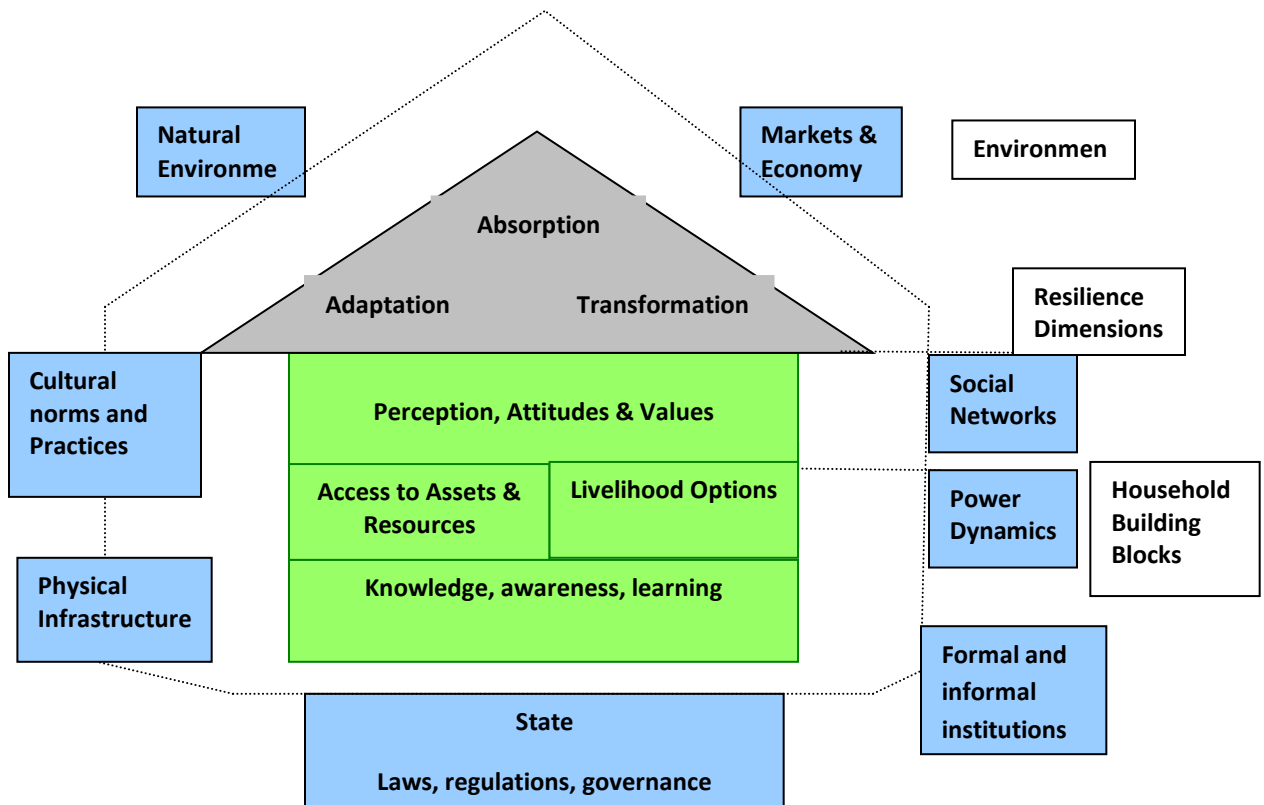 Natural
Environme
Markets &
Economy
Environmen
Absorption
Adaptation
Transformation
Resilience
Dimensions
Cultural
norms and
Practices
Perception, Attitudes & Values
Social
Networks
Access to Assets &
Resources
Livelihood Options
Power
Dynamics
Household
Building
Blocks
Physical
Infrastructure
Knowledge, awareness, learning
Formal and
informal
institutions
State
Laws, regulations, governance